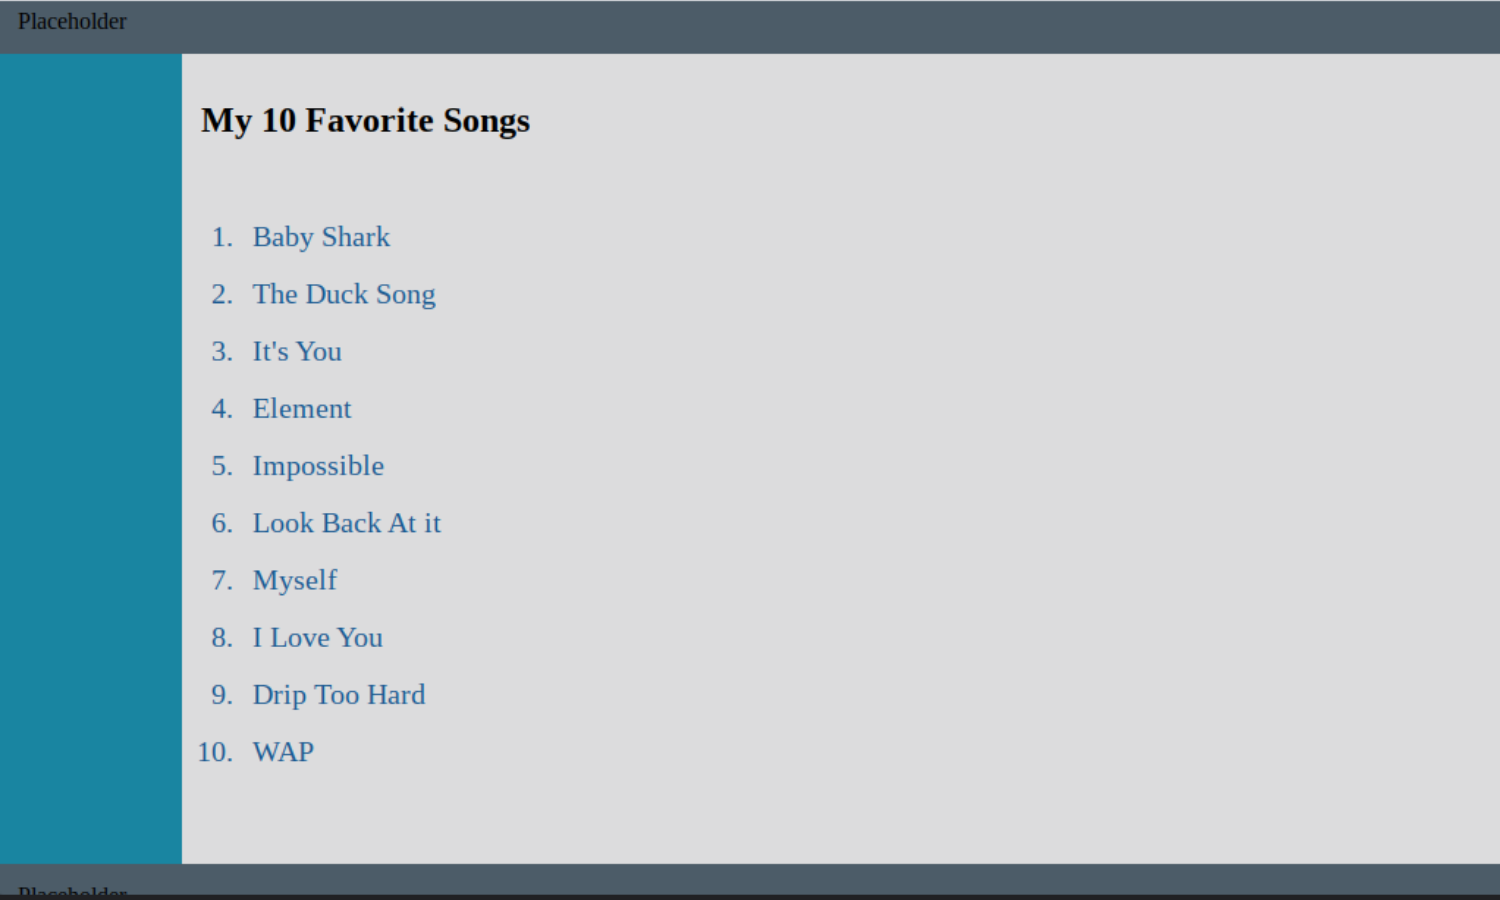 Placeholder
My 10 Favorite Songs
1. Baby Shark
2. The Duck Song
3. It's You
4. Element
5. Impossible
6. Look Back At it
7. Myself
8. I Love You
9. Drip Too Hard
10. WAP
Placeholder